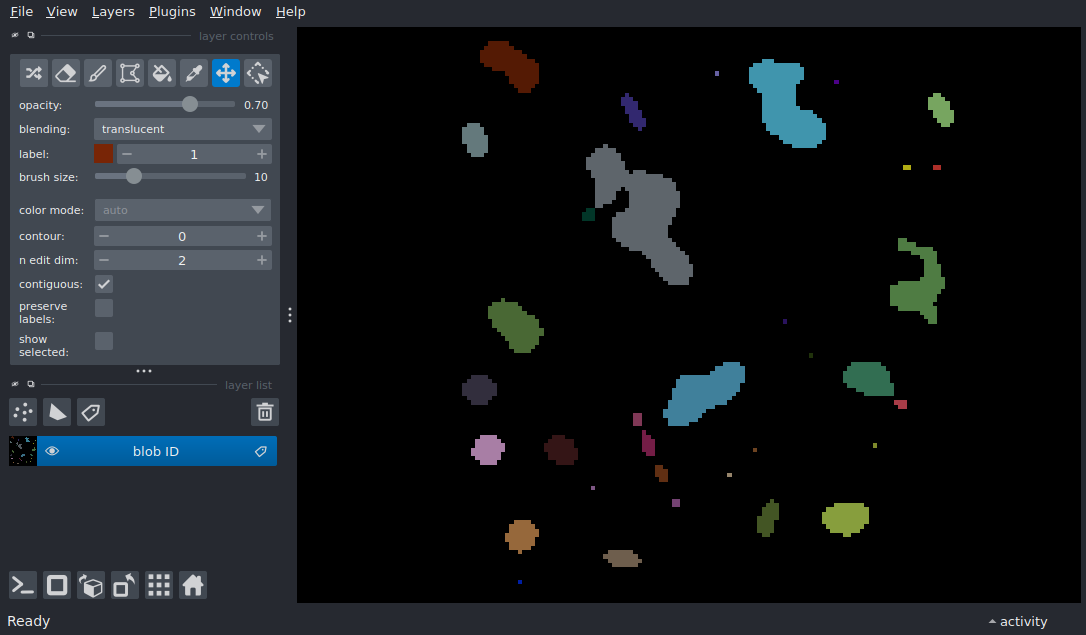 File View Layers Plugins Window Help
layer controls
opacity: 0.70
blending: translucent
label: 1
brush size: 10
color mode: auto
contour: 0
n edit dim: 2
contiguous:
preserve
labels:
show
selected:
layer list
blob ID
Ready
activity